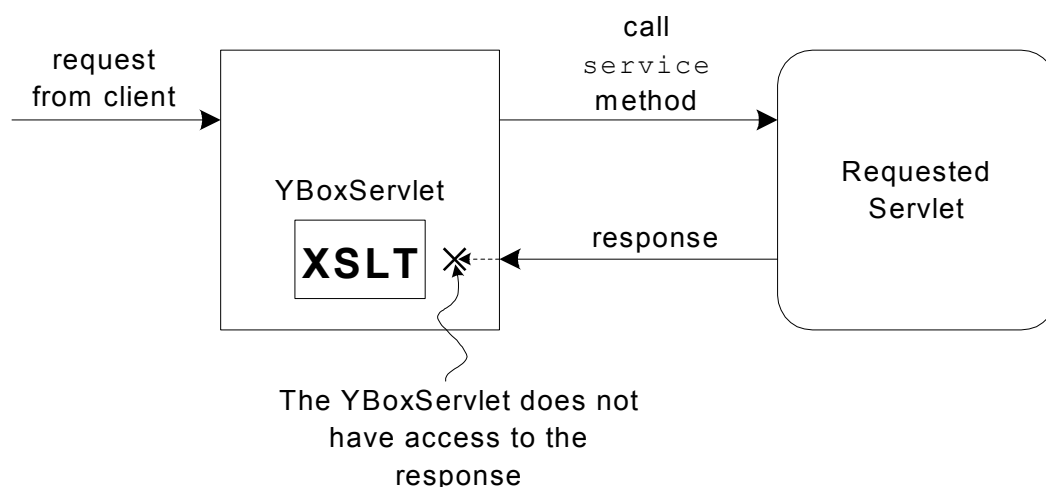 request
from client
call
service
method
YBoxServlet
XSLT
response
Requested
Servlet
The YBoxServlet does not
have access to the
response